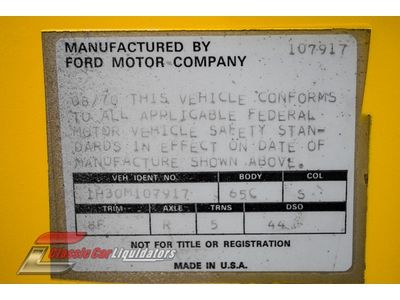 MANUFACTURED BY 107917
FORD MOTOR COMPANY
08/70 THIS VEHICLE CONFORMS
TO ALL APPLICABLE FEDERAL
MOTOR VEHICLE SAFETY STAN-
DARDS IN EFFECT ON DATE OF
MANUFACTURE SHOWN ABOVE.
VEH. IDENT. NO. BODY COL
1H30M107917 65C S
TRIM AXLE TRNS DSO
8F R 5 44
NOT FOR TITLE OR REGISTRATION
Classic Car Liquidators
MADE IN U.S.A.